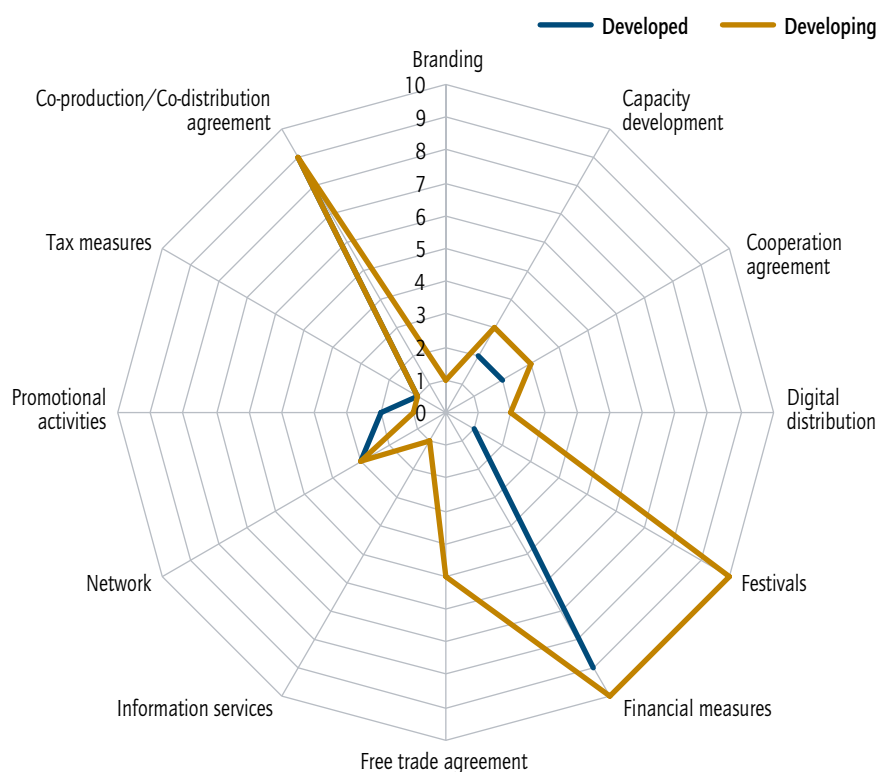 Developed
Developing
Branding
Capacity
development
Cooperation
agreement
Digital
distribution
Festivals
Financial measures
Free trade agreement
Information services
Network
Promotional
activities
Tax measures
Co-production/Co-distribution
agreement
10
9
8
7
6
5
4
3
2
1
0